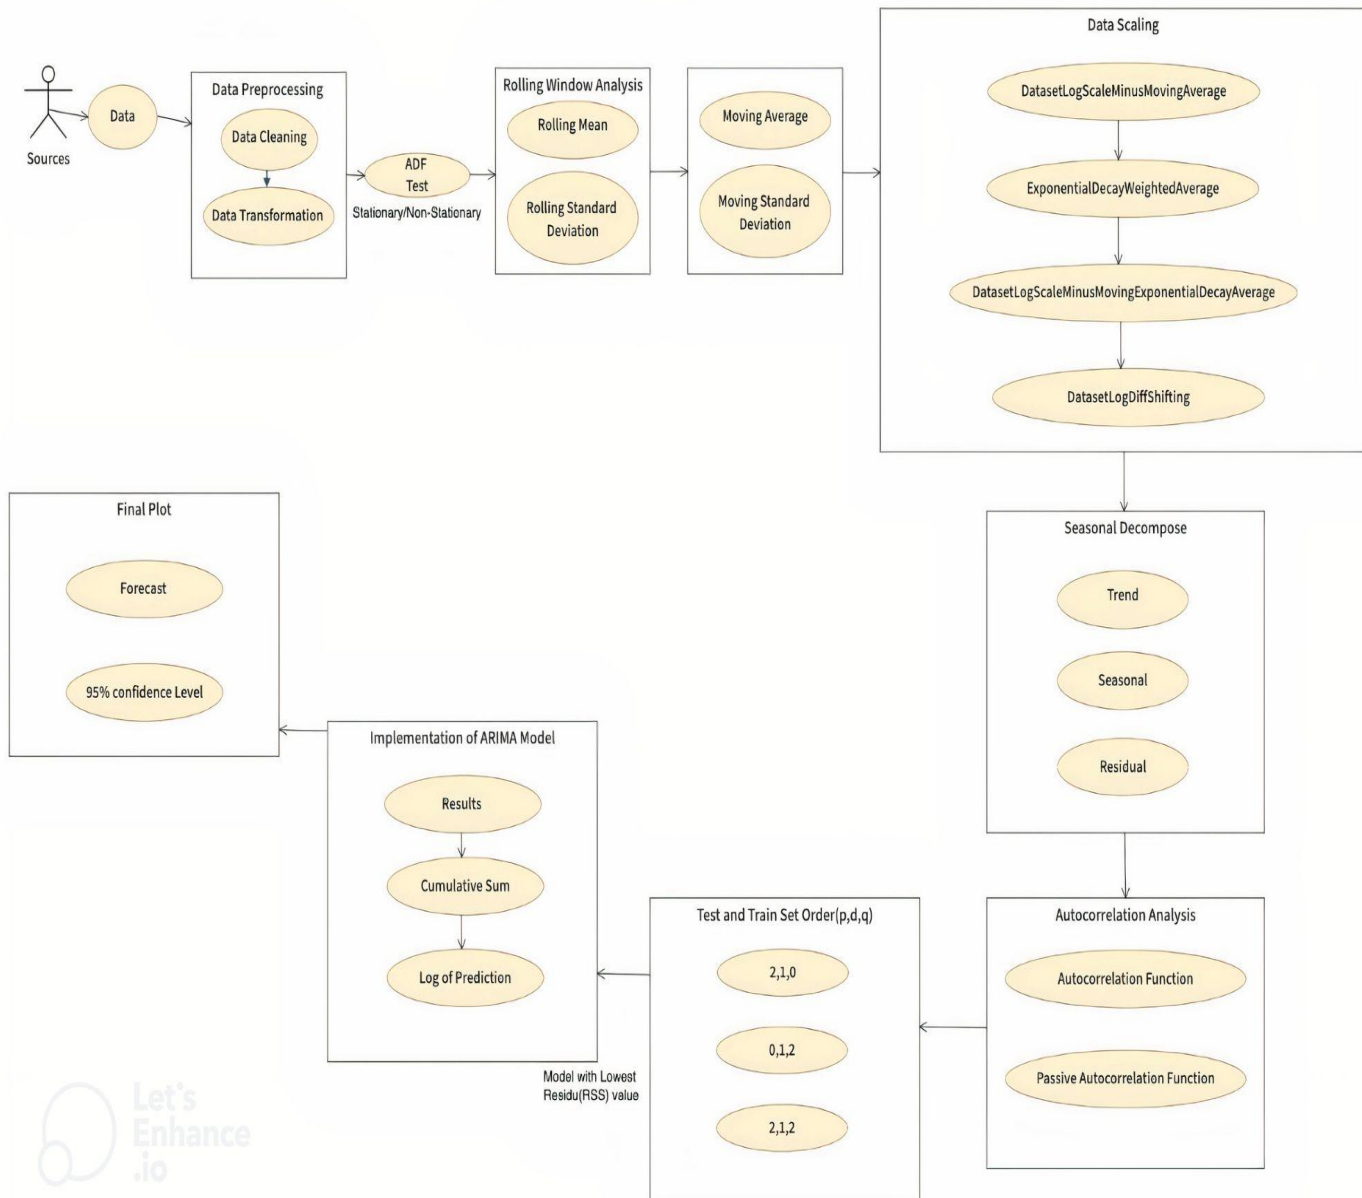 Sources
Data
Data Preprocessing
Data Cleaning
Data Transformation
ADF
Test
Stationary/Non-Stationary
Rolling Window Analysis
Rolling Mean
Rolling Standard
Deviation
Moving Average
Moving Standard
Deviation
Data Scaling
DatasetLogScaleMinusMovingAverage
ExponentialDecayWeightedAverage
DatasetLogScaleMinusMovingExponentialDecayAverage
DatasetLogDiffShifting
Seasonal Decompose
Trend
Seasonal
Residual
Autocorrelation Analysis
Autocorrelation Function
Passive Autocorrelation Function
Test and Train Set Order(p,d,q)
2,1,0
0,1,2
2,1,2
Model with Lowest
Residu(RSS) value
Implementation of ARIMA Model
Results
Cumulative Sum
Log of Prediction
Final Plot
Forecast
95% confidence Level
Let's
Enhance
.io